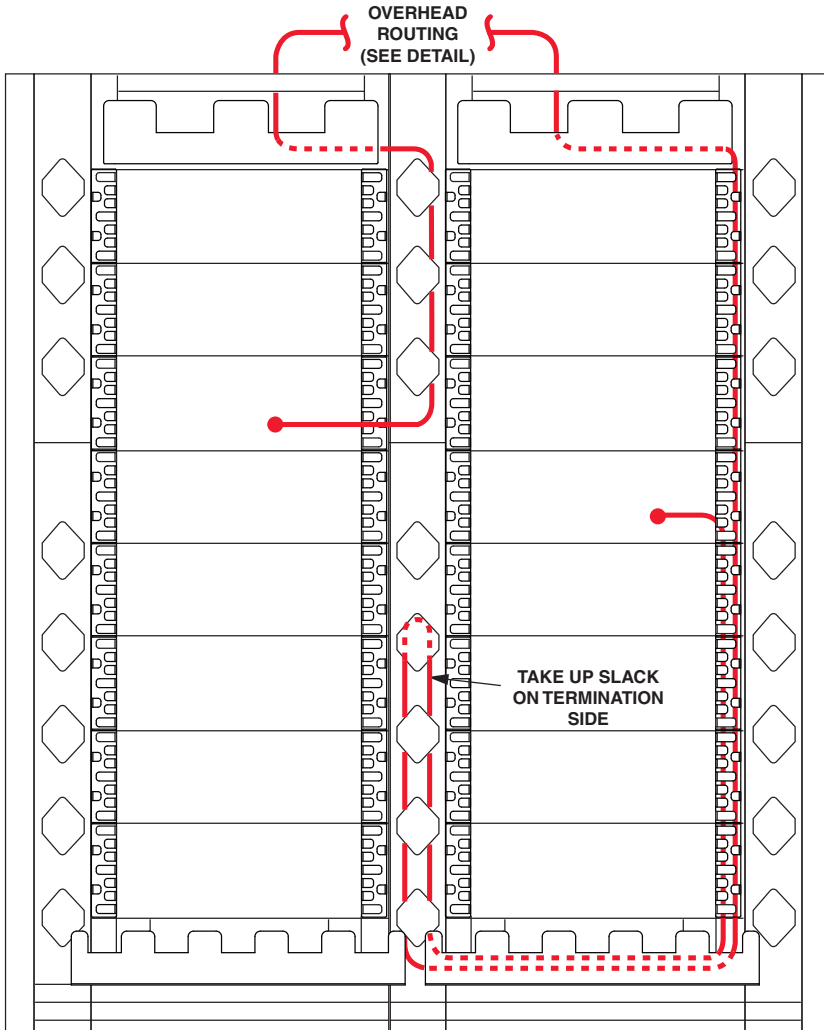 OVERHEAD
ROUTING
(SEE DETAIL)
TAKE UP SLACK
ON TERMINATION
SIDE